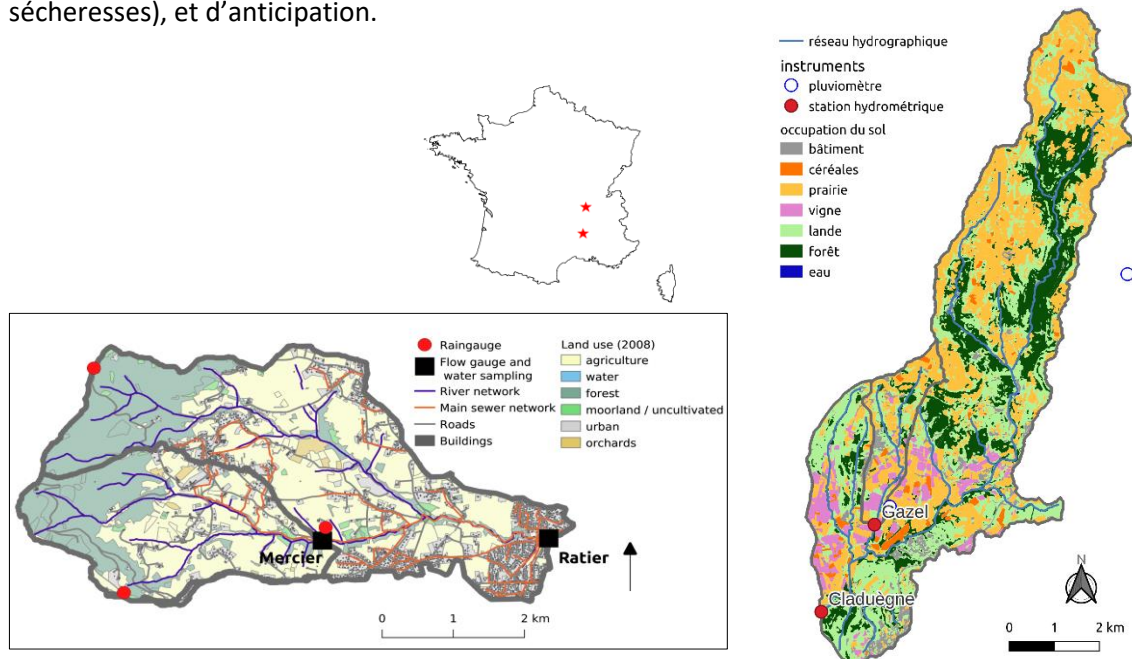 sécheresses), et d'anticipation.
réseau hydrographique
instruments
pluviomètre
station hydrométrique
occupation du sol
bâtiment
céréales
prairie
vigne
lande
forêt
eau
Gazel
Claduègne
N
0 1 2 km
Raingauge
Flow gauge and
water sampling
River network
Main sewer network
Roads
Buildings
Land use (2008)
agriculture
water
forest
moorland / uncultivated
urban
orchards
Mercier
Ratier
0 1 2 km